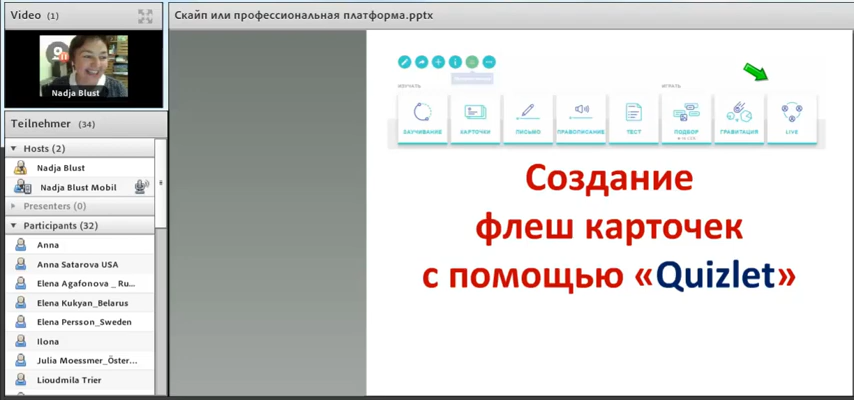 Video (1)
Nadja Blust
Teilnehmer (34)
Hosts (2)
Nadja Blust
Nadja Blust Mobil
Presenters (0)
Participants (32)
Anna
Anna Satarova USA
Elena Agafonova _ Ru...
Elena Kukyan_Belarus
Elena Persson_Sweden
Ilona
Julia Moessmer_Öster...
Lioudmila Trier
Скайп или профессиональная платформа.pptx
ИЗУЧАТЬ
ИГРАТЬ
ЗАУЧИВАНИЕ
КАРТОЧКИ
ПИСЬМО
ПРАВОПИСАНИЕ
ТЕСТ
ПОДБОР
ГРАВИТАЦИЯ
LIVE
Создание
флеш карточек
с помощью «Quizlet»